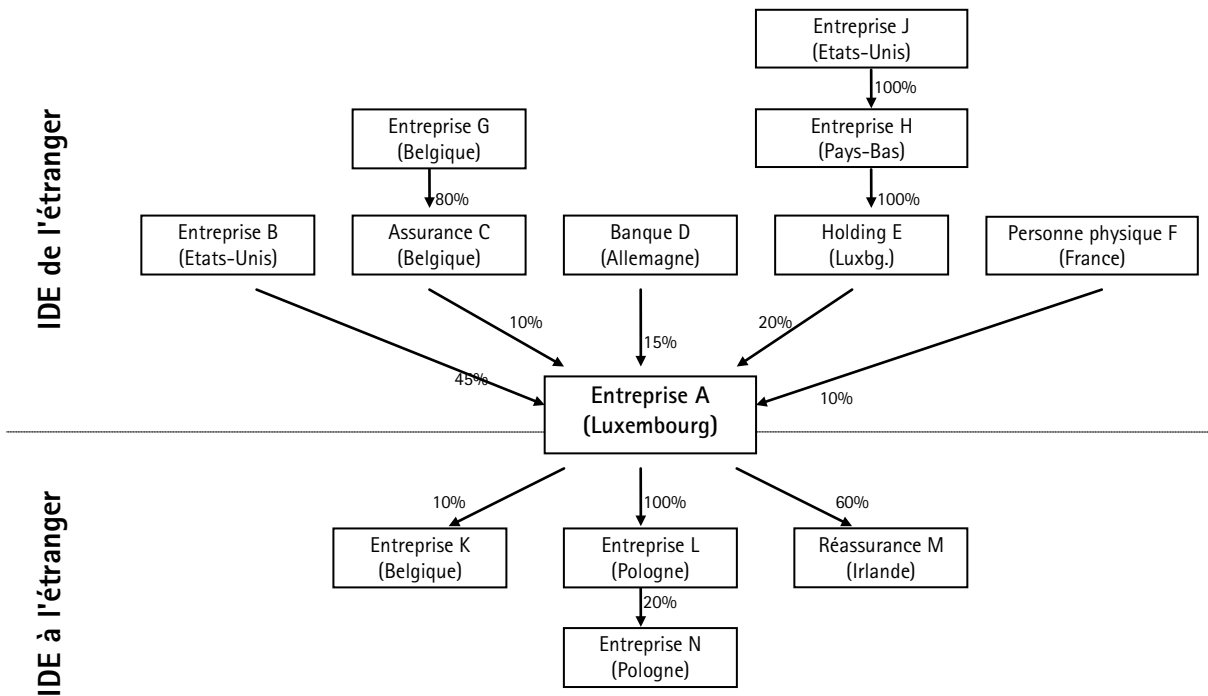 IDE de l'étranger
Entreprise J
(Etats-Unis)
100%
Entreprise G
(Belgique)
Entreprise H
(Pays-Bas)
80%
100%
Entreprise B
(Etats-Unis)
Assurance C
(Belgique)
Banque D
(Allemagne)
Holding E
(Luxbg.)
Personne physique F
(France)
45%
10%
15%
20%
10%
Entreprise A
(Luxembourg)
IDE à l'étranger
10%
100%
60%
Entreprise K
(Belgique)
Entreprise L
(Pologne)
Réassurance M
(Irlande)
20%
Entreprise N
(Pologne)